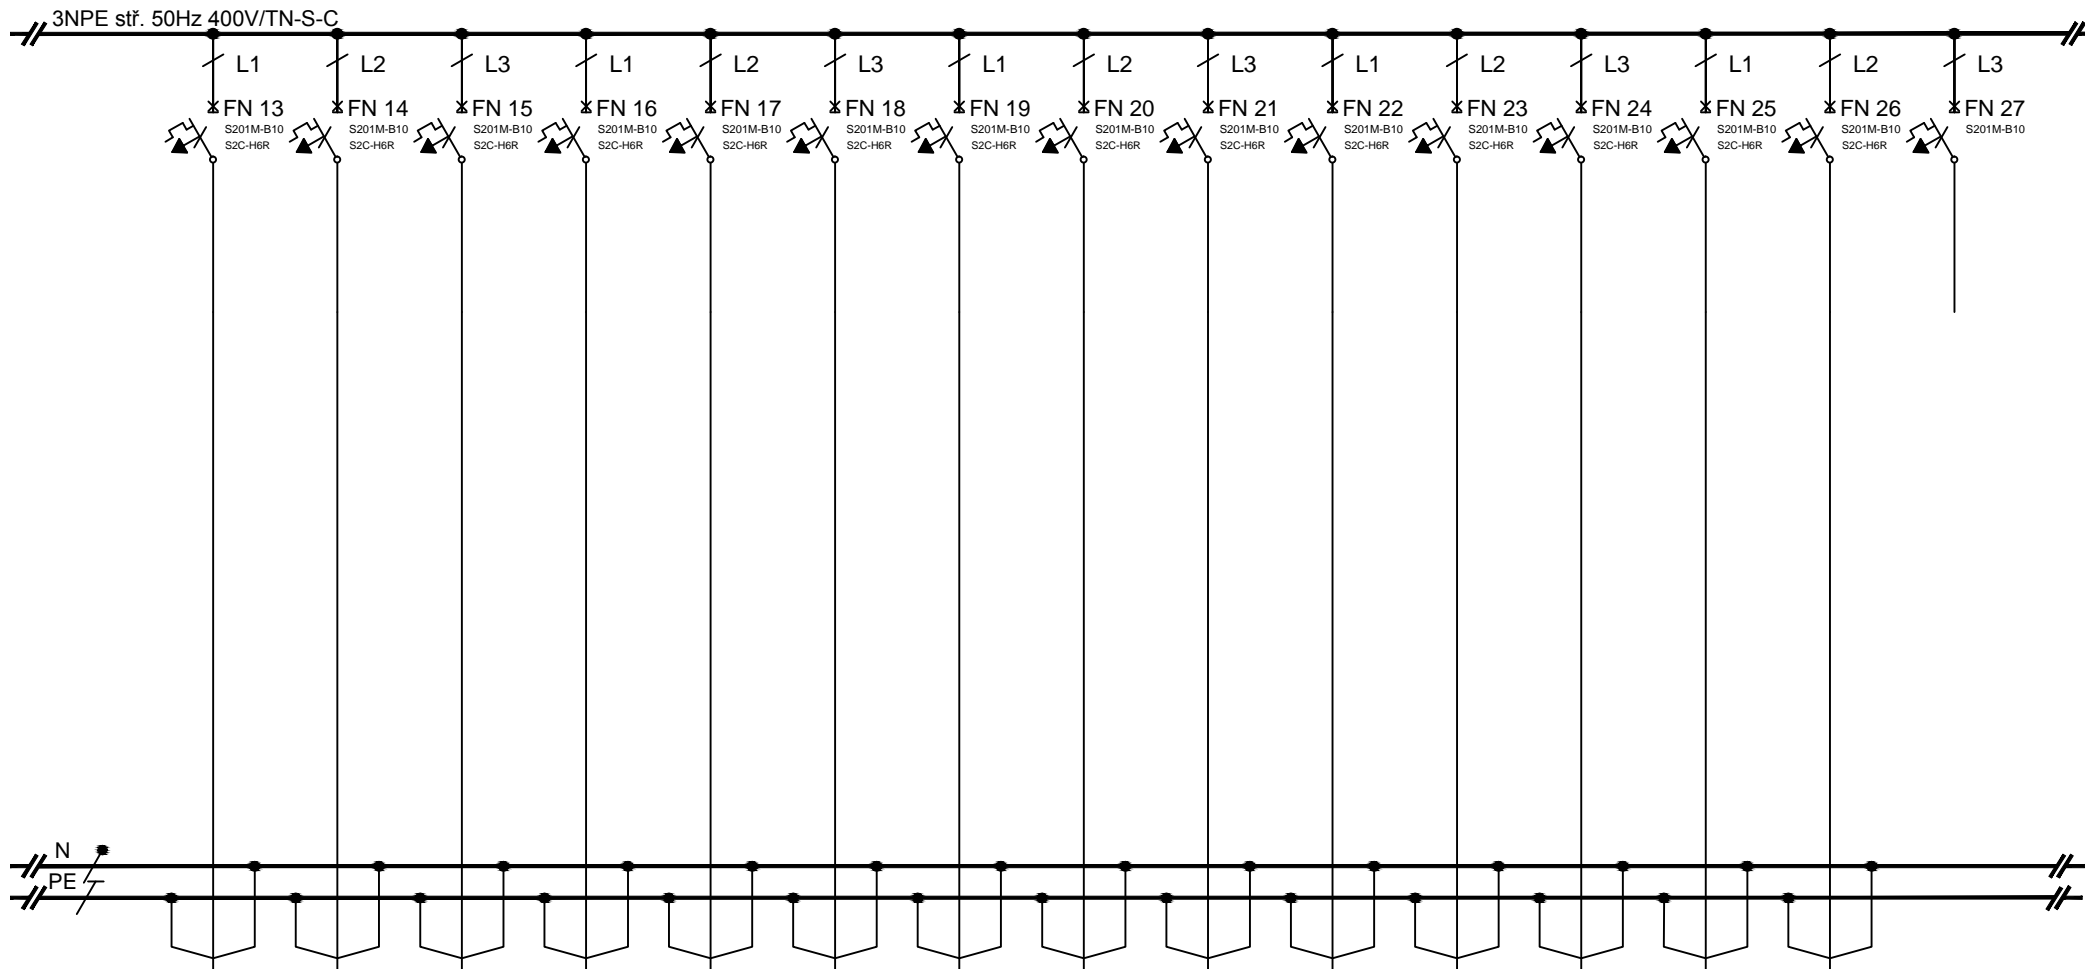 3NPE stř. 50Hz 400V/TN-S-C
L1 L2 L3 L1 L2 L3 L1 L2 L3 L1 L2 L3 L1 L2 L3
FN 13 FN 14 FN 15 FN 16 FN 17 FN 18 FN 19 FN 20 FN 21 FN 22 FN 23 FN 24 FN 25 FN 26 FN 27
S201M-B10 S201M-B10 S201M-B10 S201M-B10 S201M-B10 S201M-B10 S201M-B10 S201M-B10 S201M-B10 S201M-B10 S201M-B10 S201M-B10 S201M-B10 S201M-B10 S201M-B10
S2C-H6R S2C-H6R S2C-H6R S2C-H6R S2C-H6R S2C-H6R S2C-H6R S2C-H6R S2C-H6R S2C-H6R S2C-H6R S2C-H6R S2C-H6R S2C-H6R
N
PE